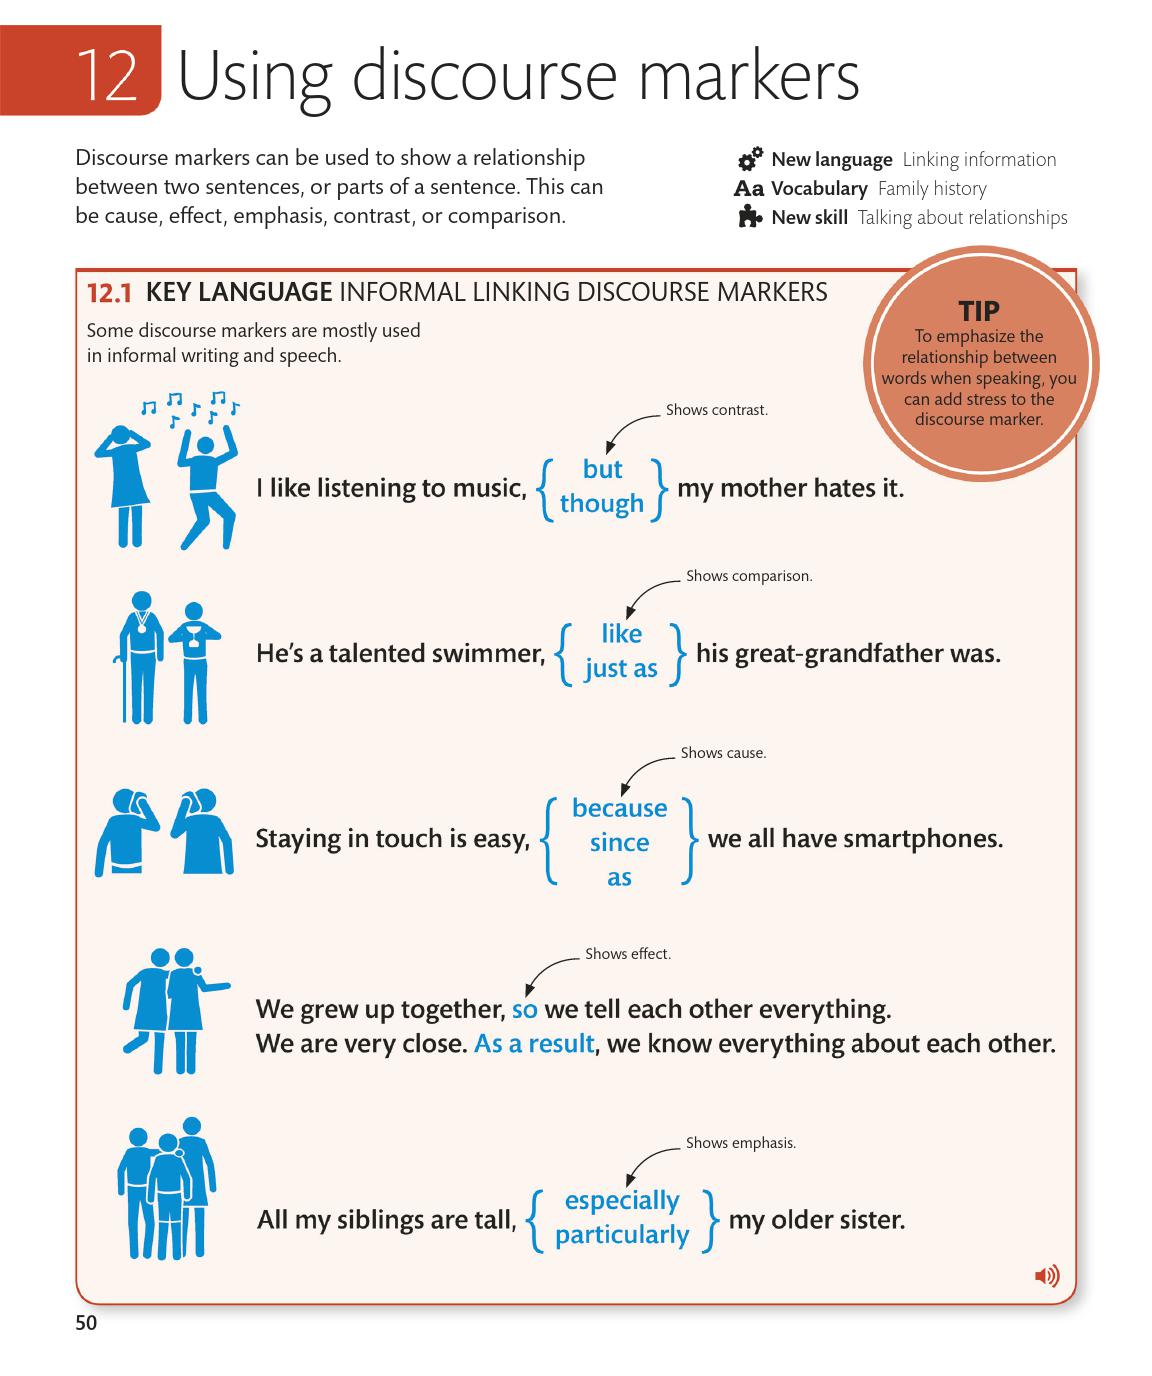 12 Using discourse markers
Discourse markers can be used to show a relationship
between two sentences, or parts of a sentence. This can
be cause, effect, emphasis, contrast, or comparison.
New language Linking information
Aa Vocabulary Family history
New skill Talking about relationships
12.1 KEY LANGUAGE INFORMAL LINKING DISCOURSE MARKERS
Some discourse markers are mostly used
in informal writing and speech.
TIP
To emphasize the
relationship between
words when speaking, you
can add stress to the
discourse marker.
Shows contrast.
I like listening to music, { but
though } my mother hates it.
Shows comparison.
He's a talented swimmer, { like
just as } his great-grandfather was.
Shows cause.
Staying in touch is easy, { because
since
as } we all have smartphones.
Shows effect.
We grew up together, so we tell each other everything.
We are very close. As a result, we know everything about each other.
Shows emphasis.
All my siblings are tall, { especially
particularly } my older sister.
50